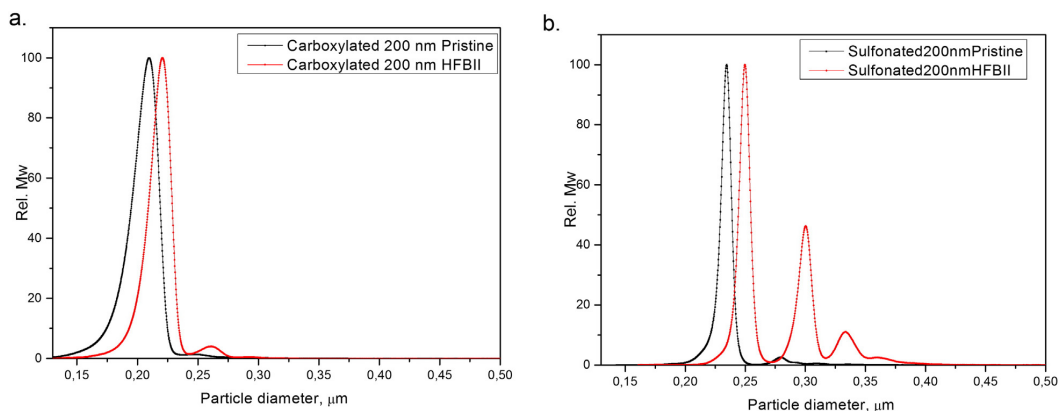 a.
Carboxylated 200 nm Pristine
Carboxylated 200 nm HFBII
100
80
60
40
20
0
Rel. Mw
0,15 0,20 0,25 0,30 0,35 0,40 0,45 0,50
Particle diameter, μm
b.
Sulfonated200nmPristine
Sulfonated200nmHFBII
100
80
60
40
20
0
Rel. Mw
0,15 0,20 0,25 0,30 0,35 0,40 0,45 0,50
Particle diameter, μm